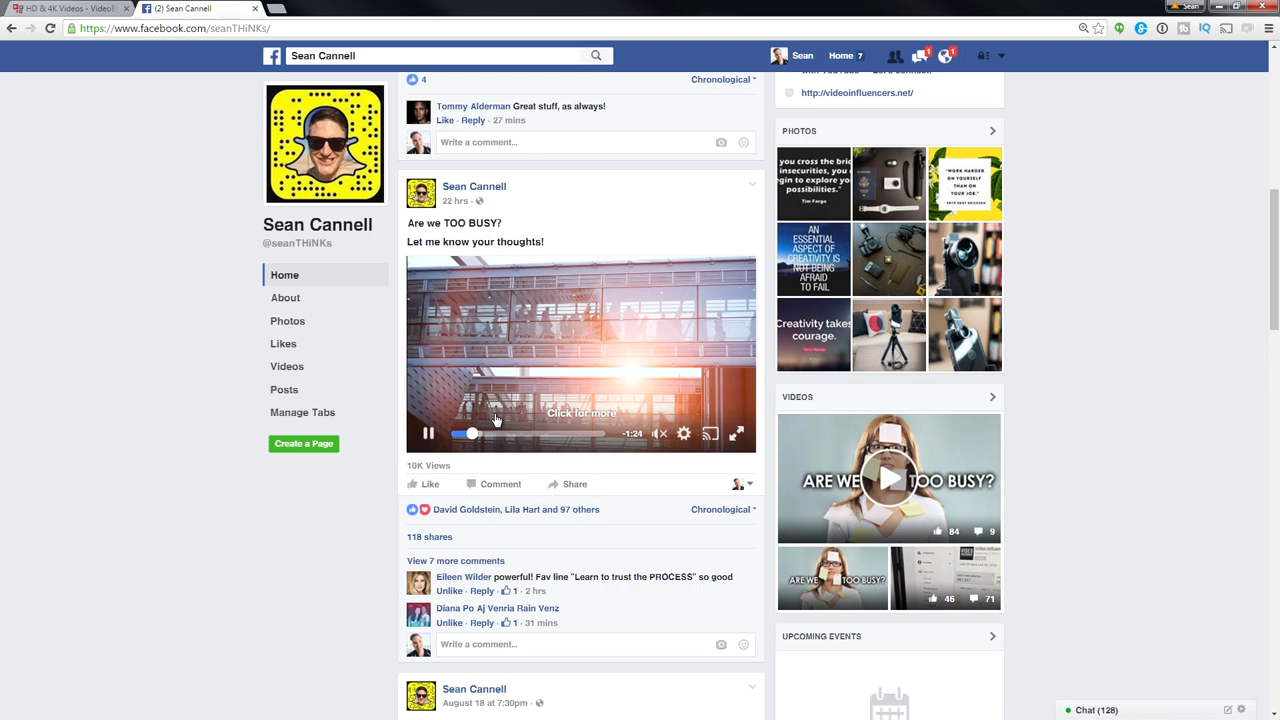 HD & 4K Videos - VideoB
(2) Sean Cannell
Sean
https://www.facebook.com/seanTHiNKs/
Sean Cannell
Sean
Home 7
1
1
Sean Cannell
@seanTHiNKs
Home
About
Photos
Likes
Videos
Posts
Manage Tabs
Create a Page
4
Chronological
Tommy Alderman Great stuff, as always!
Like · Reply · 27 mins
Write a comment...
Sean Cannell
22 hrs ·
Are we TOO BUSY?
Let me know your thoughts!
Click for more
-1:24
10K Views
Like
Comment
Share
David Goldstein, Lila Hart and 97 others
Chronological
118 shares
View 7 more comments
Eileen Wilder powerful! Fav line "Learn to trust the PROCESS" so good
Unlike · Reply · 1 · 2 hrs
Diana Po Aj Venria Rain Venz
Unlike · Reply · 1 · 31 mins
Write a comment...
Sean Cannell
August 18 at 7:30pm ·
http://videoinfluencers.net/
PHOTOS
you cross the bri
insecurities, you
gin to explore you
possibilities."
Tim Farge
"WORK HARDER
ON YOURSELF
THAN ON
YOUR JOB."
AN
ESSENTIAL
ASPECT OF
CREATIVITY
IS NOT BEING
AFRAID
TO FAIL
Creativity takes
courage.
VIDEOS
ARE WE TOO BUSY?
84
9
ARE WE TOO BUSY?
46
71
UPCOMING EVENTS
Chat (128)